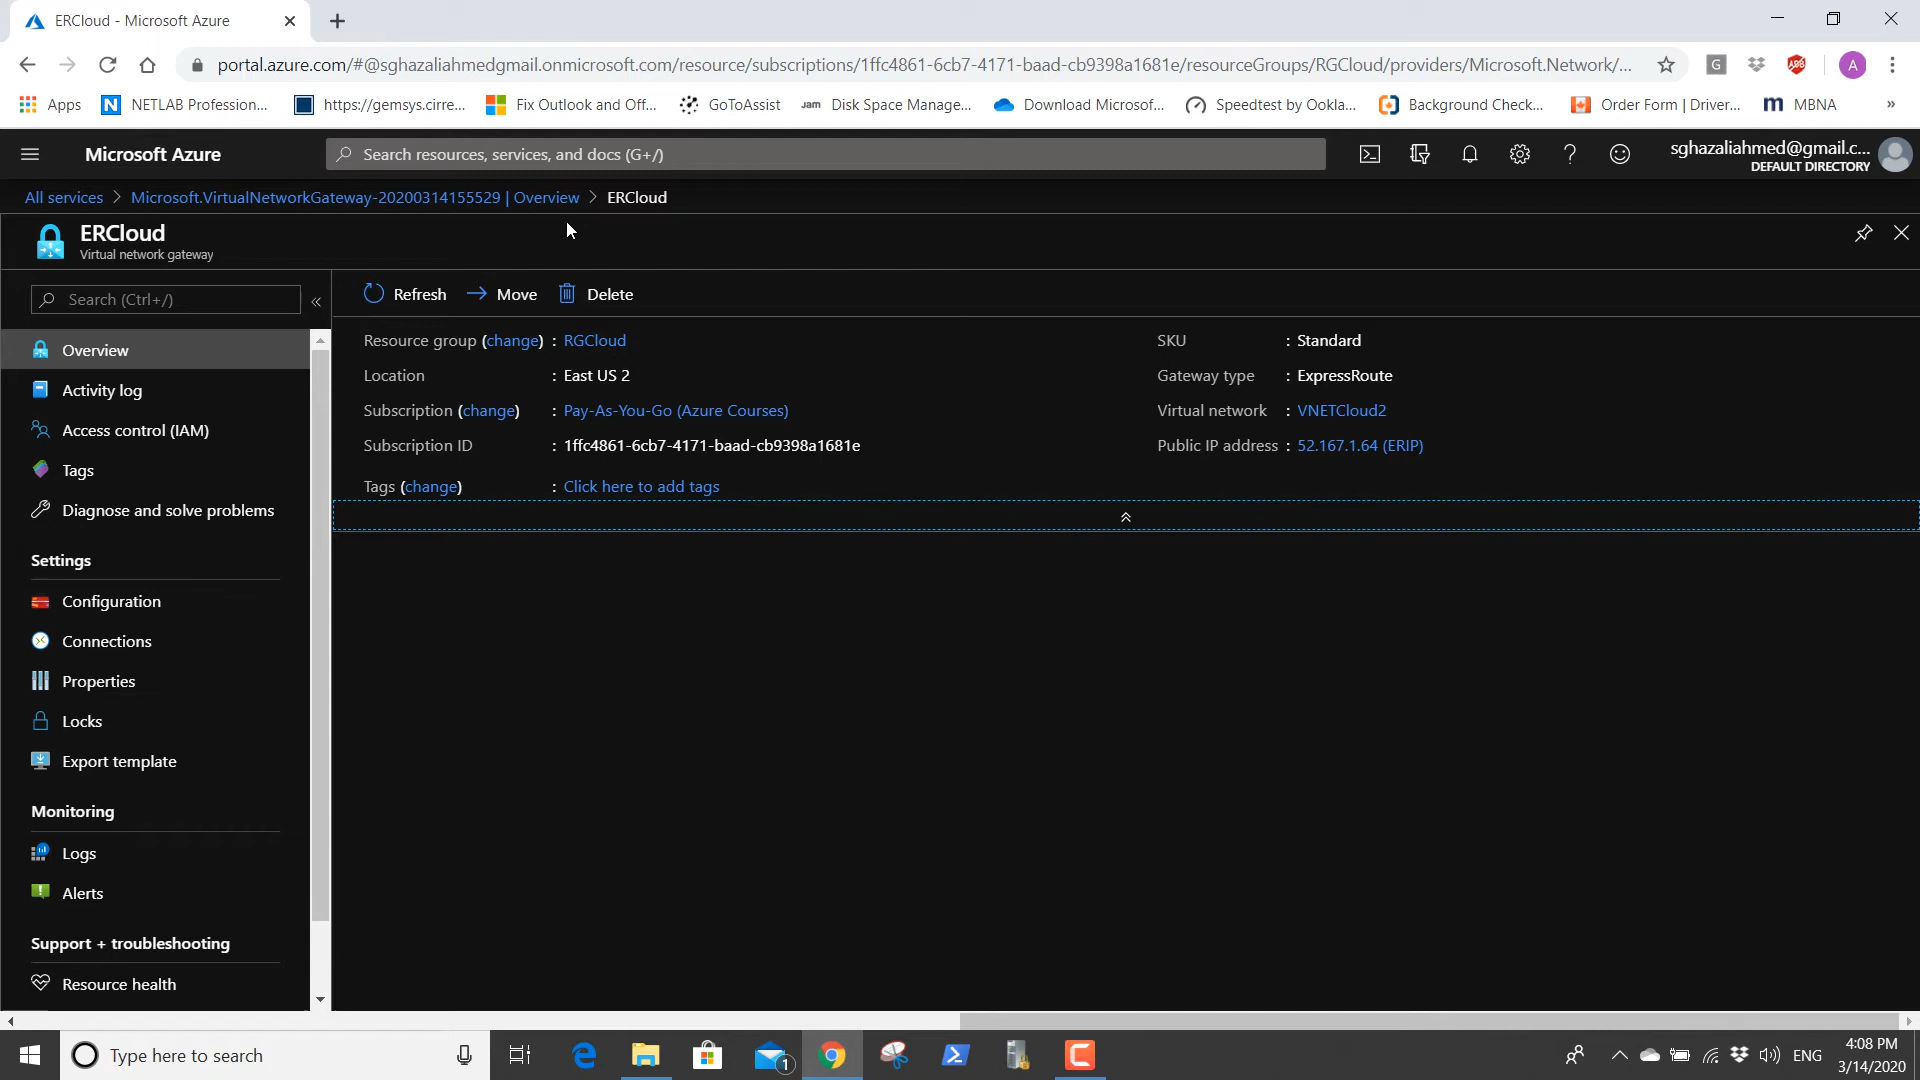 ERCloud - Microsoft Azure
portal.azure.com/#@sghazaliahmedgmail.onmicrosoft.com/resource/subscriptions/1ffc4861-6cb7-4171-baad-cb9398a1681e/resourceGroups/RGCloud/providers/Microsoft.Network/...
G ABP A
Apps N NETLAB Profession... https://gemsys.cirre... Fix Outlook and Off... GoToAssist Jam Disk Space Manage... Download Microsof... Speedtest by Ookla... Background Check... Order Form | Driver... m MBNA »
Microsoft Azure
Search resources, services, and docs (G+/)
sghazaliahmed@gmail.c...
DEFAULT DIRECTORY
All services > Microsoft.VirtualNetworkGateway-20200314155529 | Overview > ERCloud
ERCloud
Virtual network gateway
Search (Ctrl+/)
«
Overview
Activity log
Access control (IAM)
Tags
Diagnose and solve problems
Settings
Configuration
Connections
Properties
Locks
Export template
Monitoring
Logs
Alerts
Support + troubleshooting
Resource health
Refresh Move Delete
Resource group (change) : RGCloud
Location : East US 2
Subscription (change) : Pay-As-You-Go (Azure Courses)
Subscription ID : 1ffc4861-6cb7-4171-baad-cb9398a1681e
Tags (change) : Click here to add tags
SKU : Standard
Gateway type : ExpressRoute
Virtual network : VNETCloud2
Public IP address : 52.167.1.64 (ERIP)
Type here to search
1
ENG
4:08 PM
3/14/2020